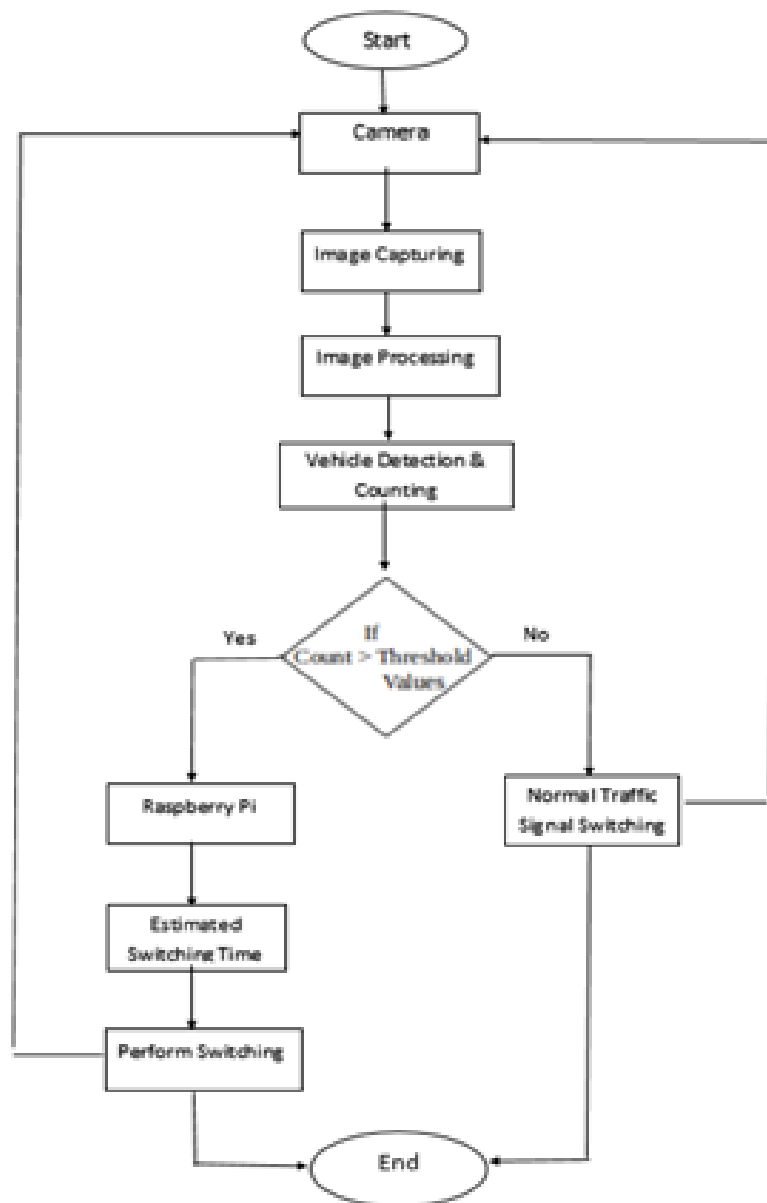 Start
Camera
Image Capturing
Image Processing
Vehicle Detection &
Counting
If
Count > Threshold
Values
Yes
No
Raspberry Pi
Normal Traffic
Signal Switching
Estimated
Switching Time
Perform Switching
End